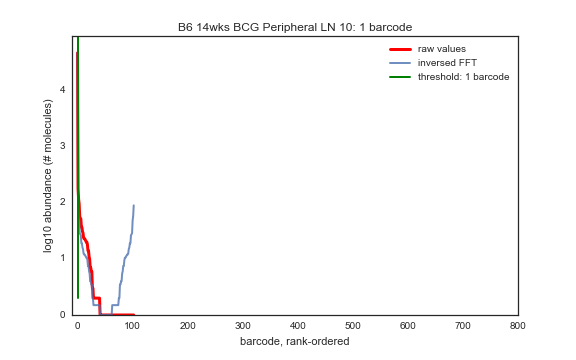 B6 14wks BCG Peripheral LN 10: 1 barcode
raw values
inversed FFT
threshold: 1 barcode
log10 abundance (# molecules)
4
3
2
1
0
0 100 200 300 400 500 600 700 800
barcode, rank-ordered